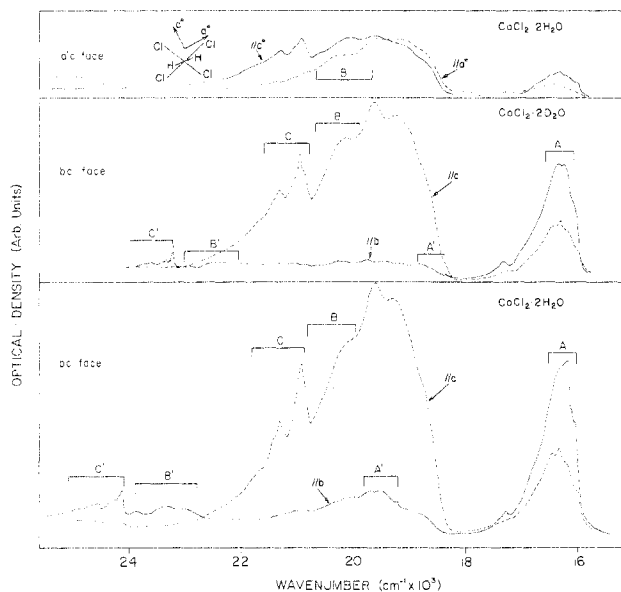 a* c* CoCl2·2H2O
Cl Cl
H H
Cl Cl
a'c face
//c* B //a*
CoCl2·2D2O
B
C A
bc face
//c
C' B' //b A'
CoCl2·2H2O
B A
C
bc face
//c
C' B' //b A'
OPTICAL DENSITY (Arb. Units)
24 22 20 18 16
WAVENUMBER (cm⁻¹ x 10³)